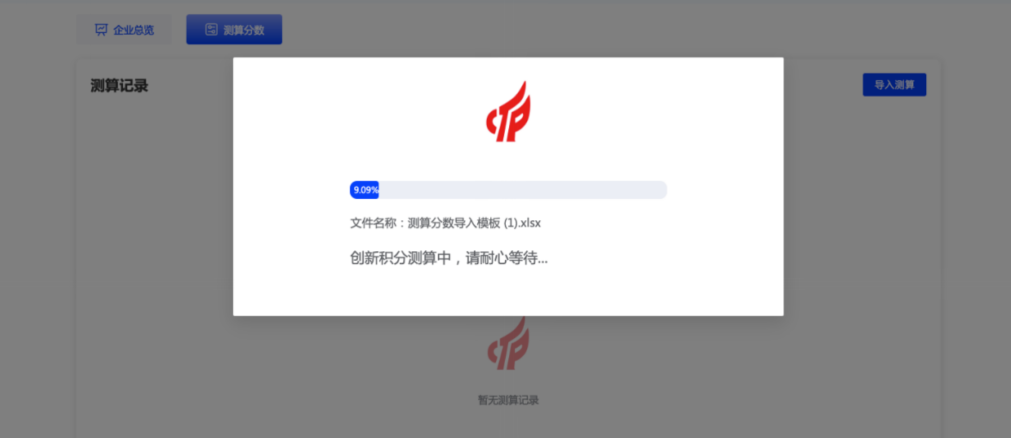 企业总览
测算分数
测算记录
导入测算
9.09%
文件名称：测算分数导入模板 (1).xlsx
创新积分测算中，请耐心等待...
暂无测算记录